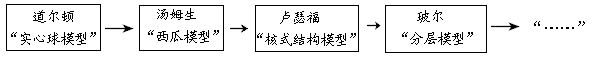 道尔顿
“实心球模型”
汤姆生
“西瓜模型”
卢瑟福
“核式结构模型”
玻尔
“分层模型”
“……”